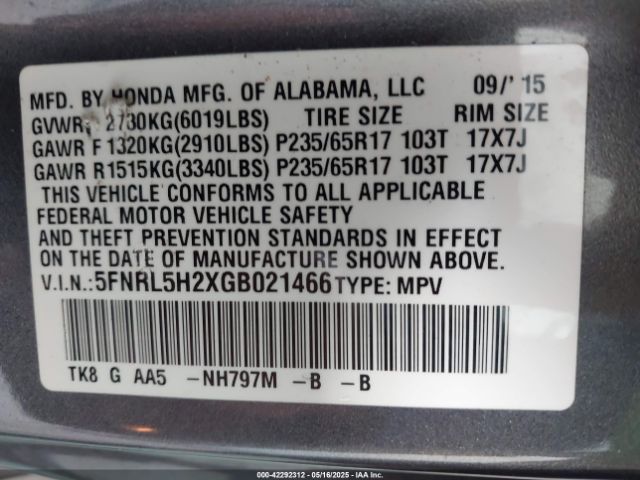 MFD. BY HONDA MFG. OF ALABAMA, LLC 09/' 15
GVWR 2730KG(6019LBS) TIRE SIZE RIM SIZE
GAWR F 1320KG(2910LBS) P235/65R17 103T 17X7J
GAWR R1515KG(3340LBS) P235/65R17 103T 17X7J
THIS VEHICLE CONFORMS TO ALL APPLICABLE
FEDERAL MOTOR VEHICLE SAFETY
AND THEFT PREVENTION STANDARDS IN EFFECT
ON THE DATE OF MANUFACTURE SHOWN ABOVE.
V.I.N.:5FNRL5H2XGB021466 TYPE: MPV
TK8 G AA5 -NH797M -B -B
000-42292312 - 05/16/2025 - IAA Inc.